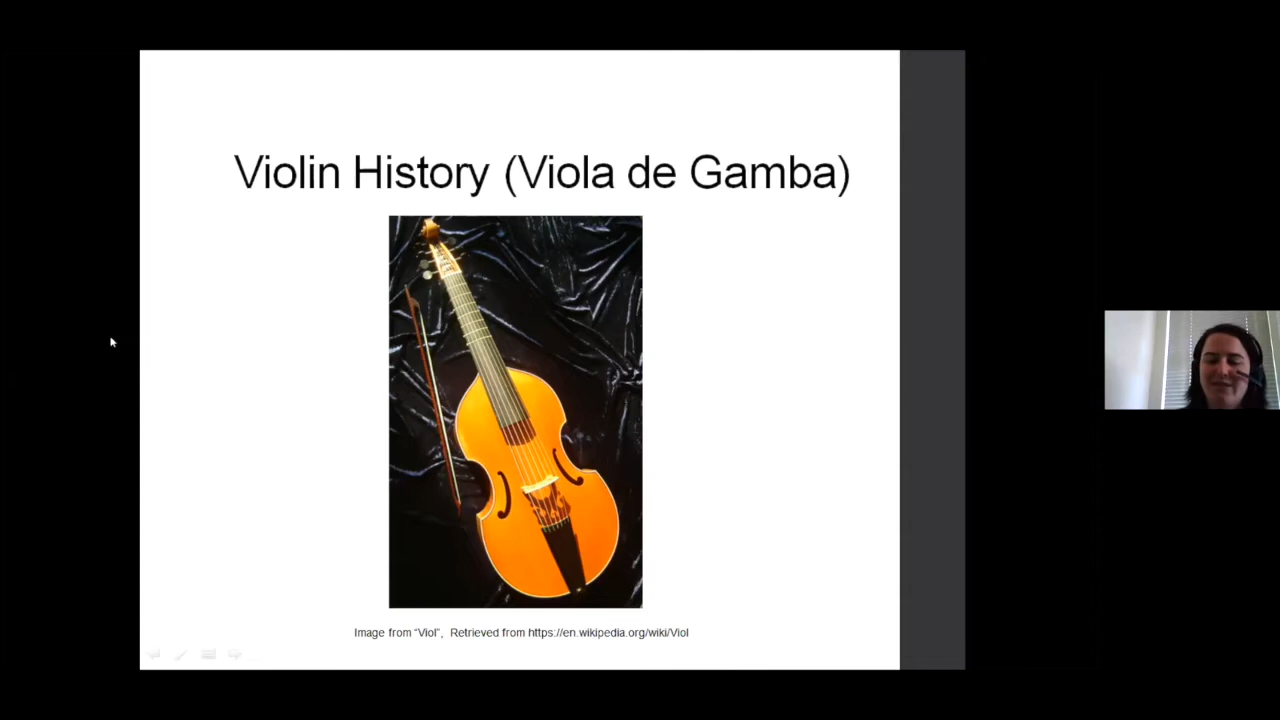 Violin History (Viola de Gamba)
Image from “Viol”, Retrieved from https://en.wikipedia.org/wiki/Viol